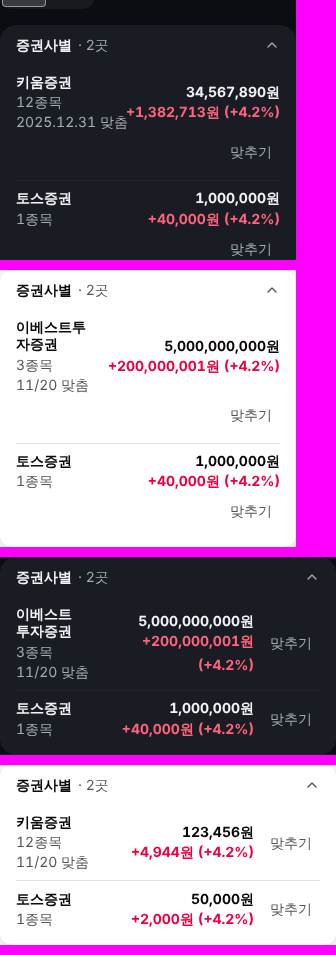 증권사별 · 2곳
키움증권
12종목
2025.12.31 맞춤
34,567,890원
+1,382,713원 (+4.2%)
맞추기
토스증권
1종목
1,000,000원
+40,000원 (+4.2%)
맞추기
증권사별 · 2곳
이베스트투
자증권
3종목
11/20 맞춤
5,000,000,000원
+200,000,001원 (+4.2%)
맞추기
토스증권
1종목
1,000,000원
+40,000원 (+4.2%)
맞추기
증권사별 · 2곳
이베스트
투자증권
3종목
11/20 맞춤
5,000,000,000원
+200,000,001원
(+4.2%)
맞추기
토스증권
1종목
1,000,000원
+40,000원 (+4.2%)
맞추기
증권사별 · 2곳
키움증권
12종목
11/20 맞춤
123,456원
+4,944원 (+4.2%)
맞추기
토스증권
1종목
50,000원
+2,000원 (+4.2%)
맞추기